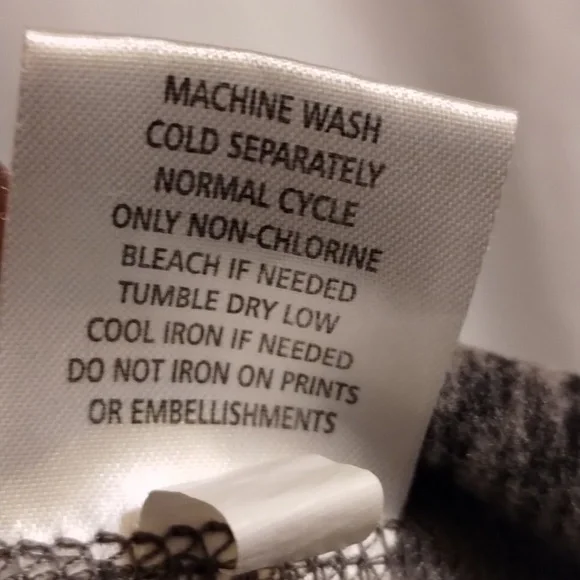 MACHINE WASH
COLD SEPARATELY
NORMAL CYCLE
ONLY NON-CHLORINE
BLEACH IF NEEDED
TUMBLE DRY LOW
COOL IRON IF NEEDED
DO NOT IRON ON PRINTS
OR EMBELLISHMENTS